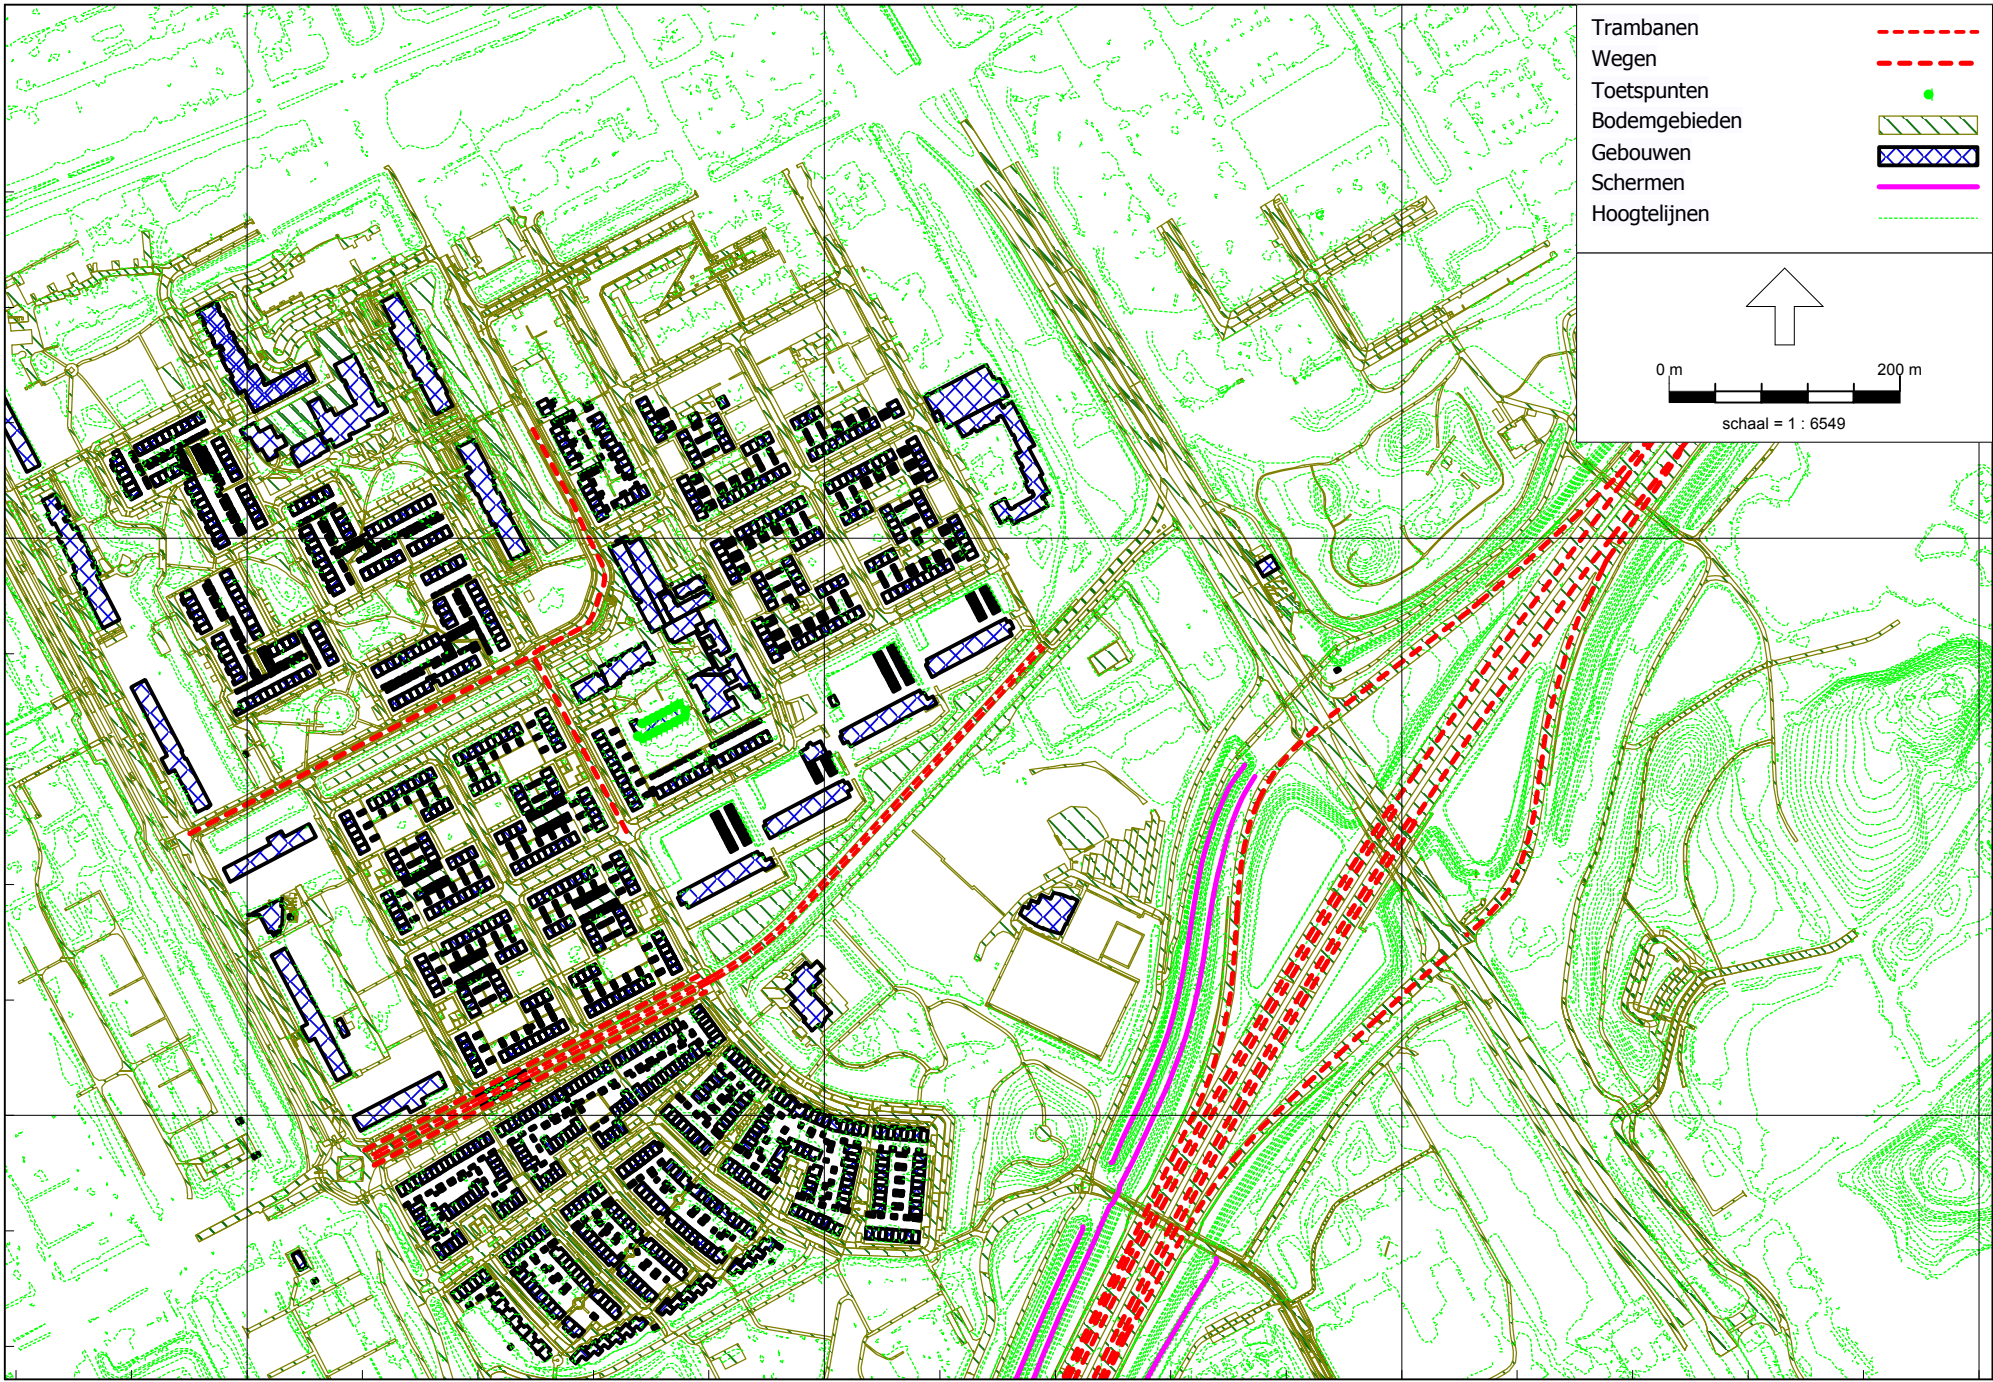 Trambanen
Wegen
Toetspunten
Bodemgebieden
Gebouwen
Schermen
Hoogtelijnen
0 m 200 m
schaal = 1 : 6549